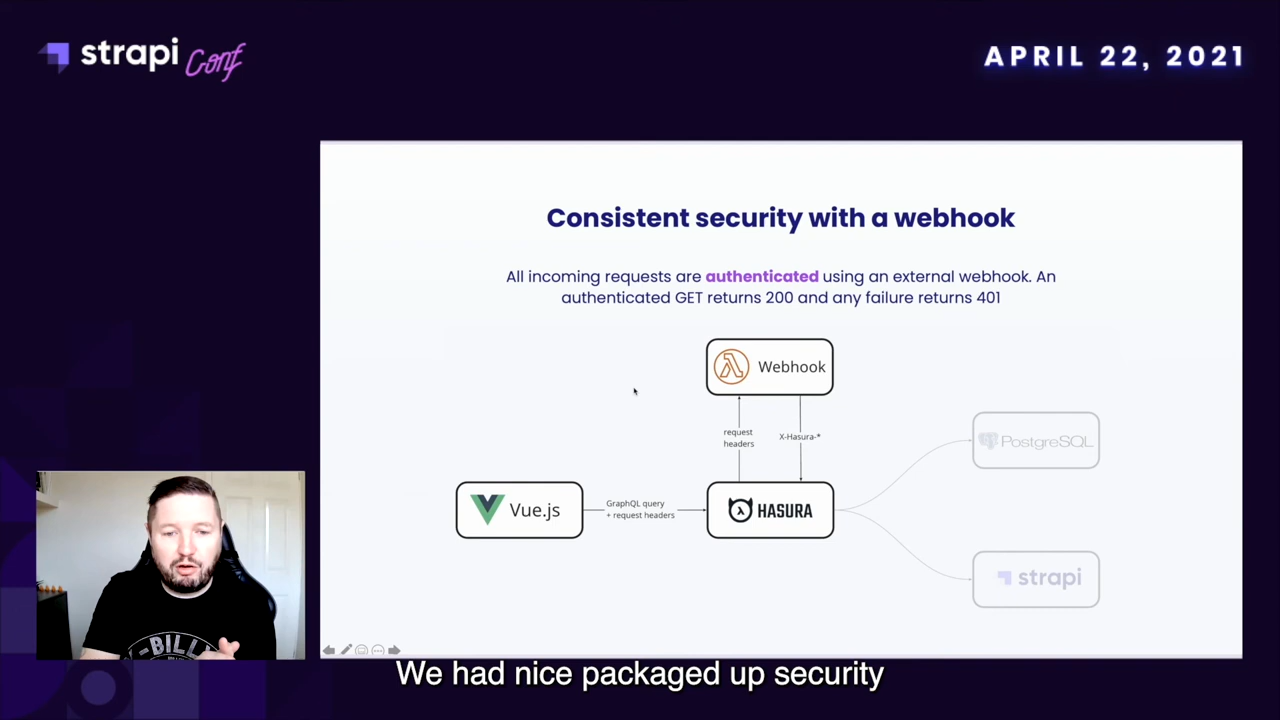 strapi Conf
APRIL 22, 2021
Consistent security with a webhook
All incoming requests are authenticated using an external webhook. An
authenticated GET returns 200 and any failure returns 401
Webhook
request
headers
X-Hasura-*
PostgreSQL
Vue.js
GraphQL query
+ request headers
HASURA
strapi
-BILLY
We had nice packaged up security